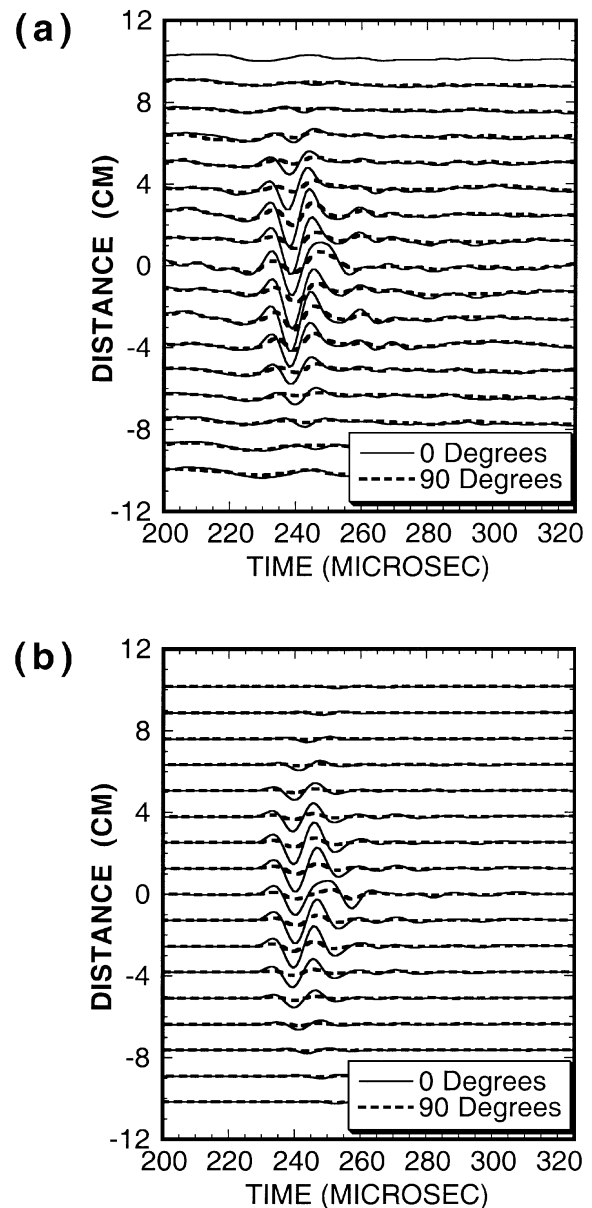 (a)
12
8
4
0
-4
-8
-12
DISTANCE (CM)
0 Degrees
90 Degrees
200 220 240 260 280 300 320
TIME (MICROSEC)
(b)
12
8
4
0
-4
-8
-12
DISTANCE (CM)
0 Degrees
90 Degrees
200 220 240 260 280 300 320
TIME (MICROSEC)